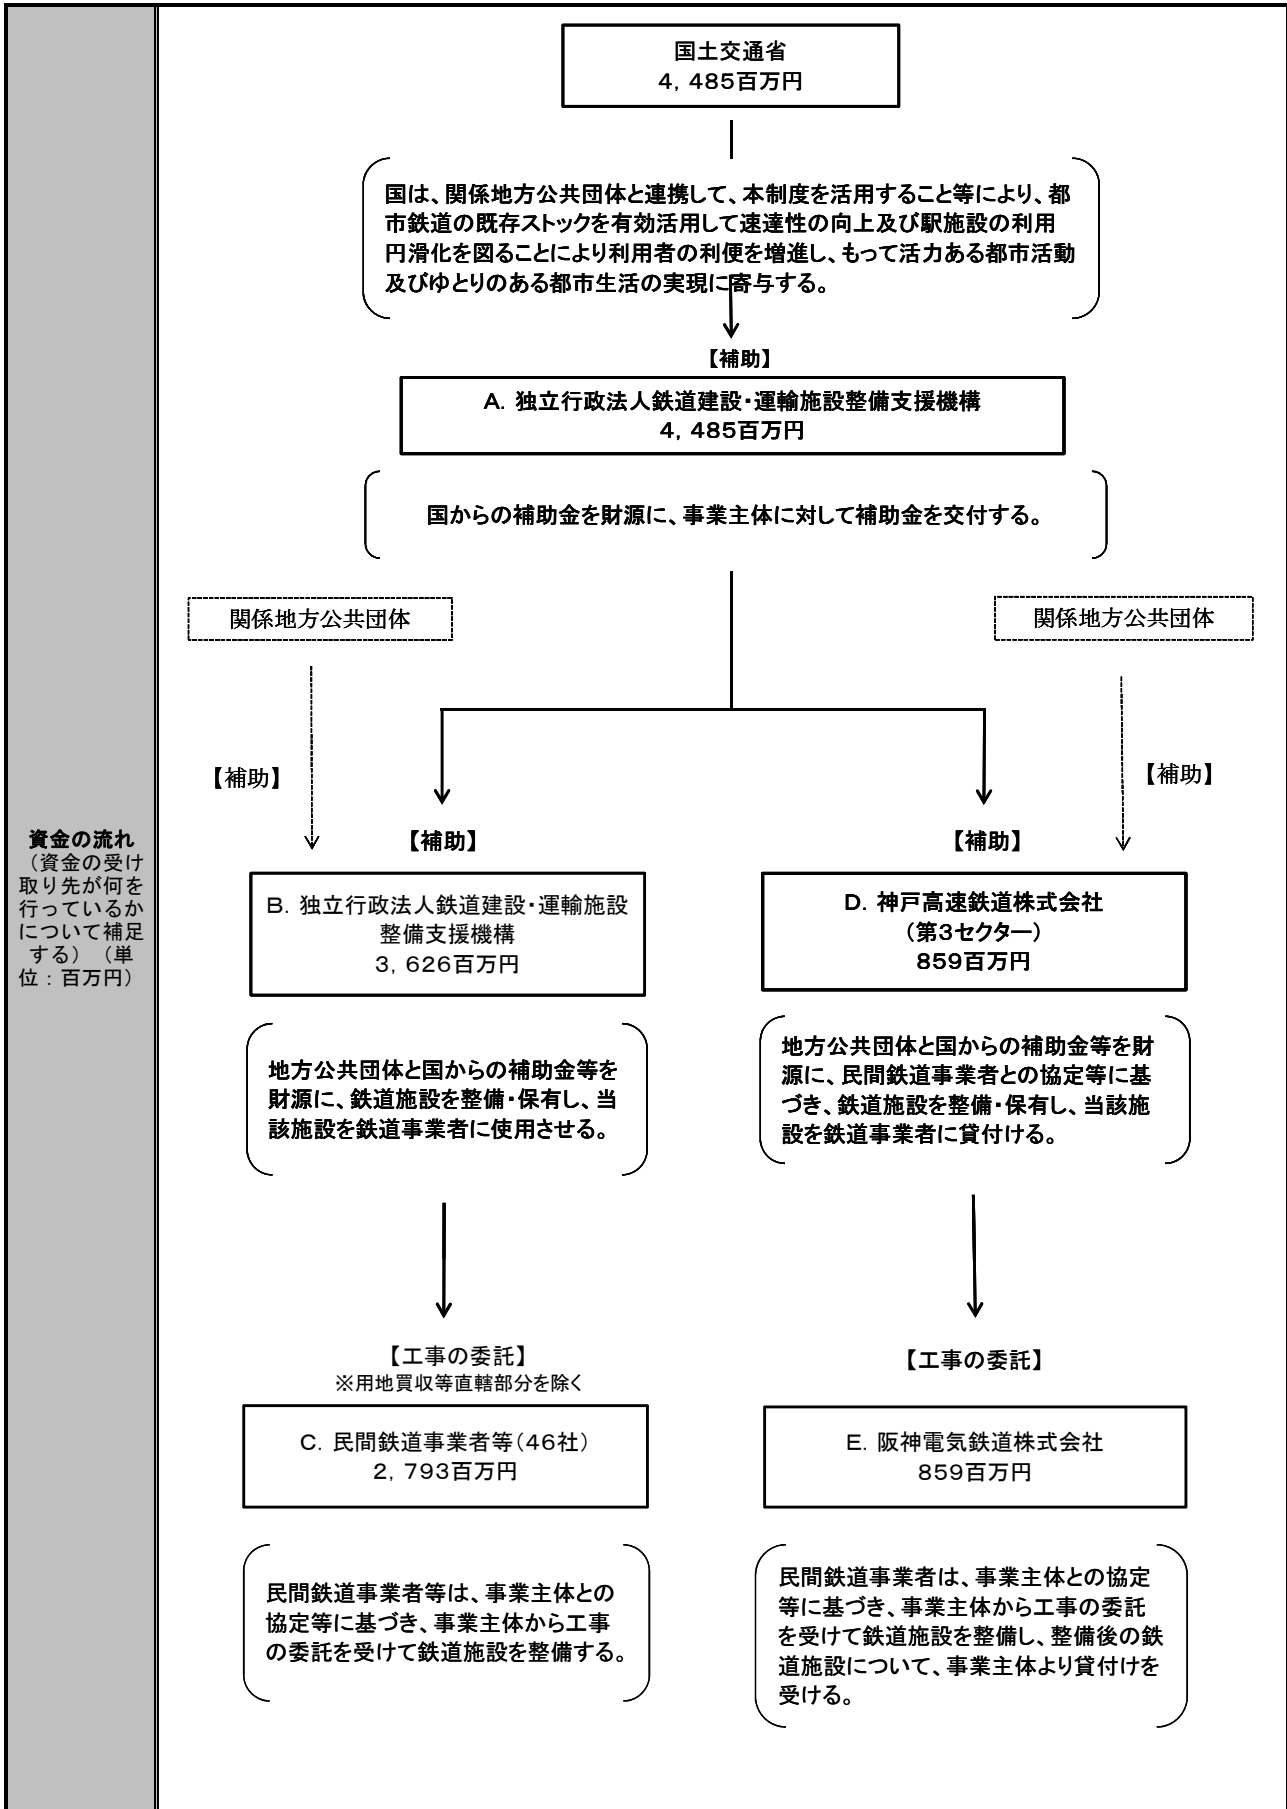 国土交通省
4, 485百万円
国は、関係地方公共団体と連携して、本制度を活用すること等により、都
市鉄道の既存ストックを有効活用して速達性の向上及び駅施設の利用
円滑化を図ることにより利用者の利便を増進し、もって活力ある都市活動
及びゆとりのある都市生活の実現に寄与する。
【補助】
A. 独立行政法人鉄道建設・運輸施設整備支援機構
4, 485百万円
国からの補助金を財源に、事業主体に対して補助金を交付する。
関係地方公共団体
関係地方公共団体
【補助】
【補助】
【補助】
【補助】
資金の流れ
（資金の受け
取り先が何を
行っているか
について補足
する）（単
位：百万円）
B. 独立行政法人鉄道建設・運輸施設
整備支援機構
3, 626百万円
D. 神戸高速鉄道株式会社
(第3セクター)
859百万円
地方公共団体と国からの補助金等を
財源に、鉄道施設を整備・保有し、当
該施設を鉄道事業者に使用させる。
地方公共団体と国からの補助金等を財
源に、民間鉄道事業者との協定等に基
づき、鉄道施設を整備・保有し、当該施
設を鉄道事業者に貸付ける。
【工事の委託】
※用地買収等直轄部分を除く
【工事の委託】
C. 民間鉄道事業者等(46社)
2, 793百万円
E. 阪神電気鉄道株式会社
859百万円
民間鉄道事業者等は、事業主体との
協定等に基づき、事業主体から工事
の委託を受けて鉄道施設を整備する。
民間鉄道事業者は、事業主体との協定
等に基づき、事業主体から工事の委託
を受けて鉄道施設を整備し、整備後の鉄
道施設について、事業主体より貸付けを
受ける。